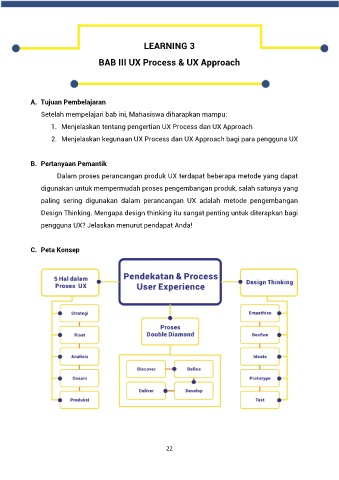 LEARNING 3
BAB III UX Process & UX Approach
A. Tujuan Pembelajaran
Setelah mempelajari bab ini, Mahasiswa diharapkan mampu:
1. Menjelaskan tentang pengertian UX Process dan UX Approach
2. Menjelaskan kegunaan UX Process dan UX Approach bagi para pengguna UX
B. Pertanyaan Pemantik
Dalam proses perancangan produk UX terdapat beberapa metode yang dapat
digunakan untuk mempermudah proses pengembangan produk, salah satunya yang
paling sering digunakan dalam perancangan UX adalah metode pengembangan
Design Thinking. Mengapa design thinking itu sangat penting untuk diterapkan bagi
pengguna UX? Jelaskan menurut pendapat Anda!
C. Peta Konsep
5 Hal dalam
Proses UX
Strategi
Riset
Analisis
Desain
Produksi
Pendekatan & Process
User Experience
Proses
Double Diamond
Discover
Define
Deliver
Develop
Design Thinking
Empathize
Deafine
Ideate
Prototype
Test
22